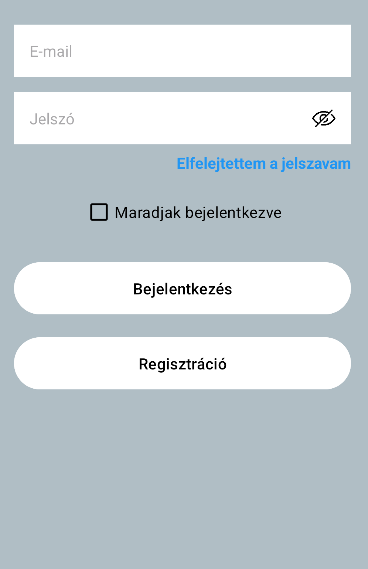 E-mail
Jelszó
Elfelejtettem a jelszavam
Maradjak bejelentkezve
Bejelentkezés
Regisztráció